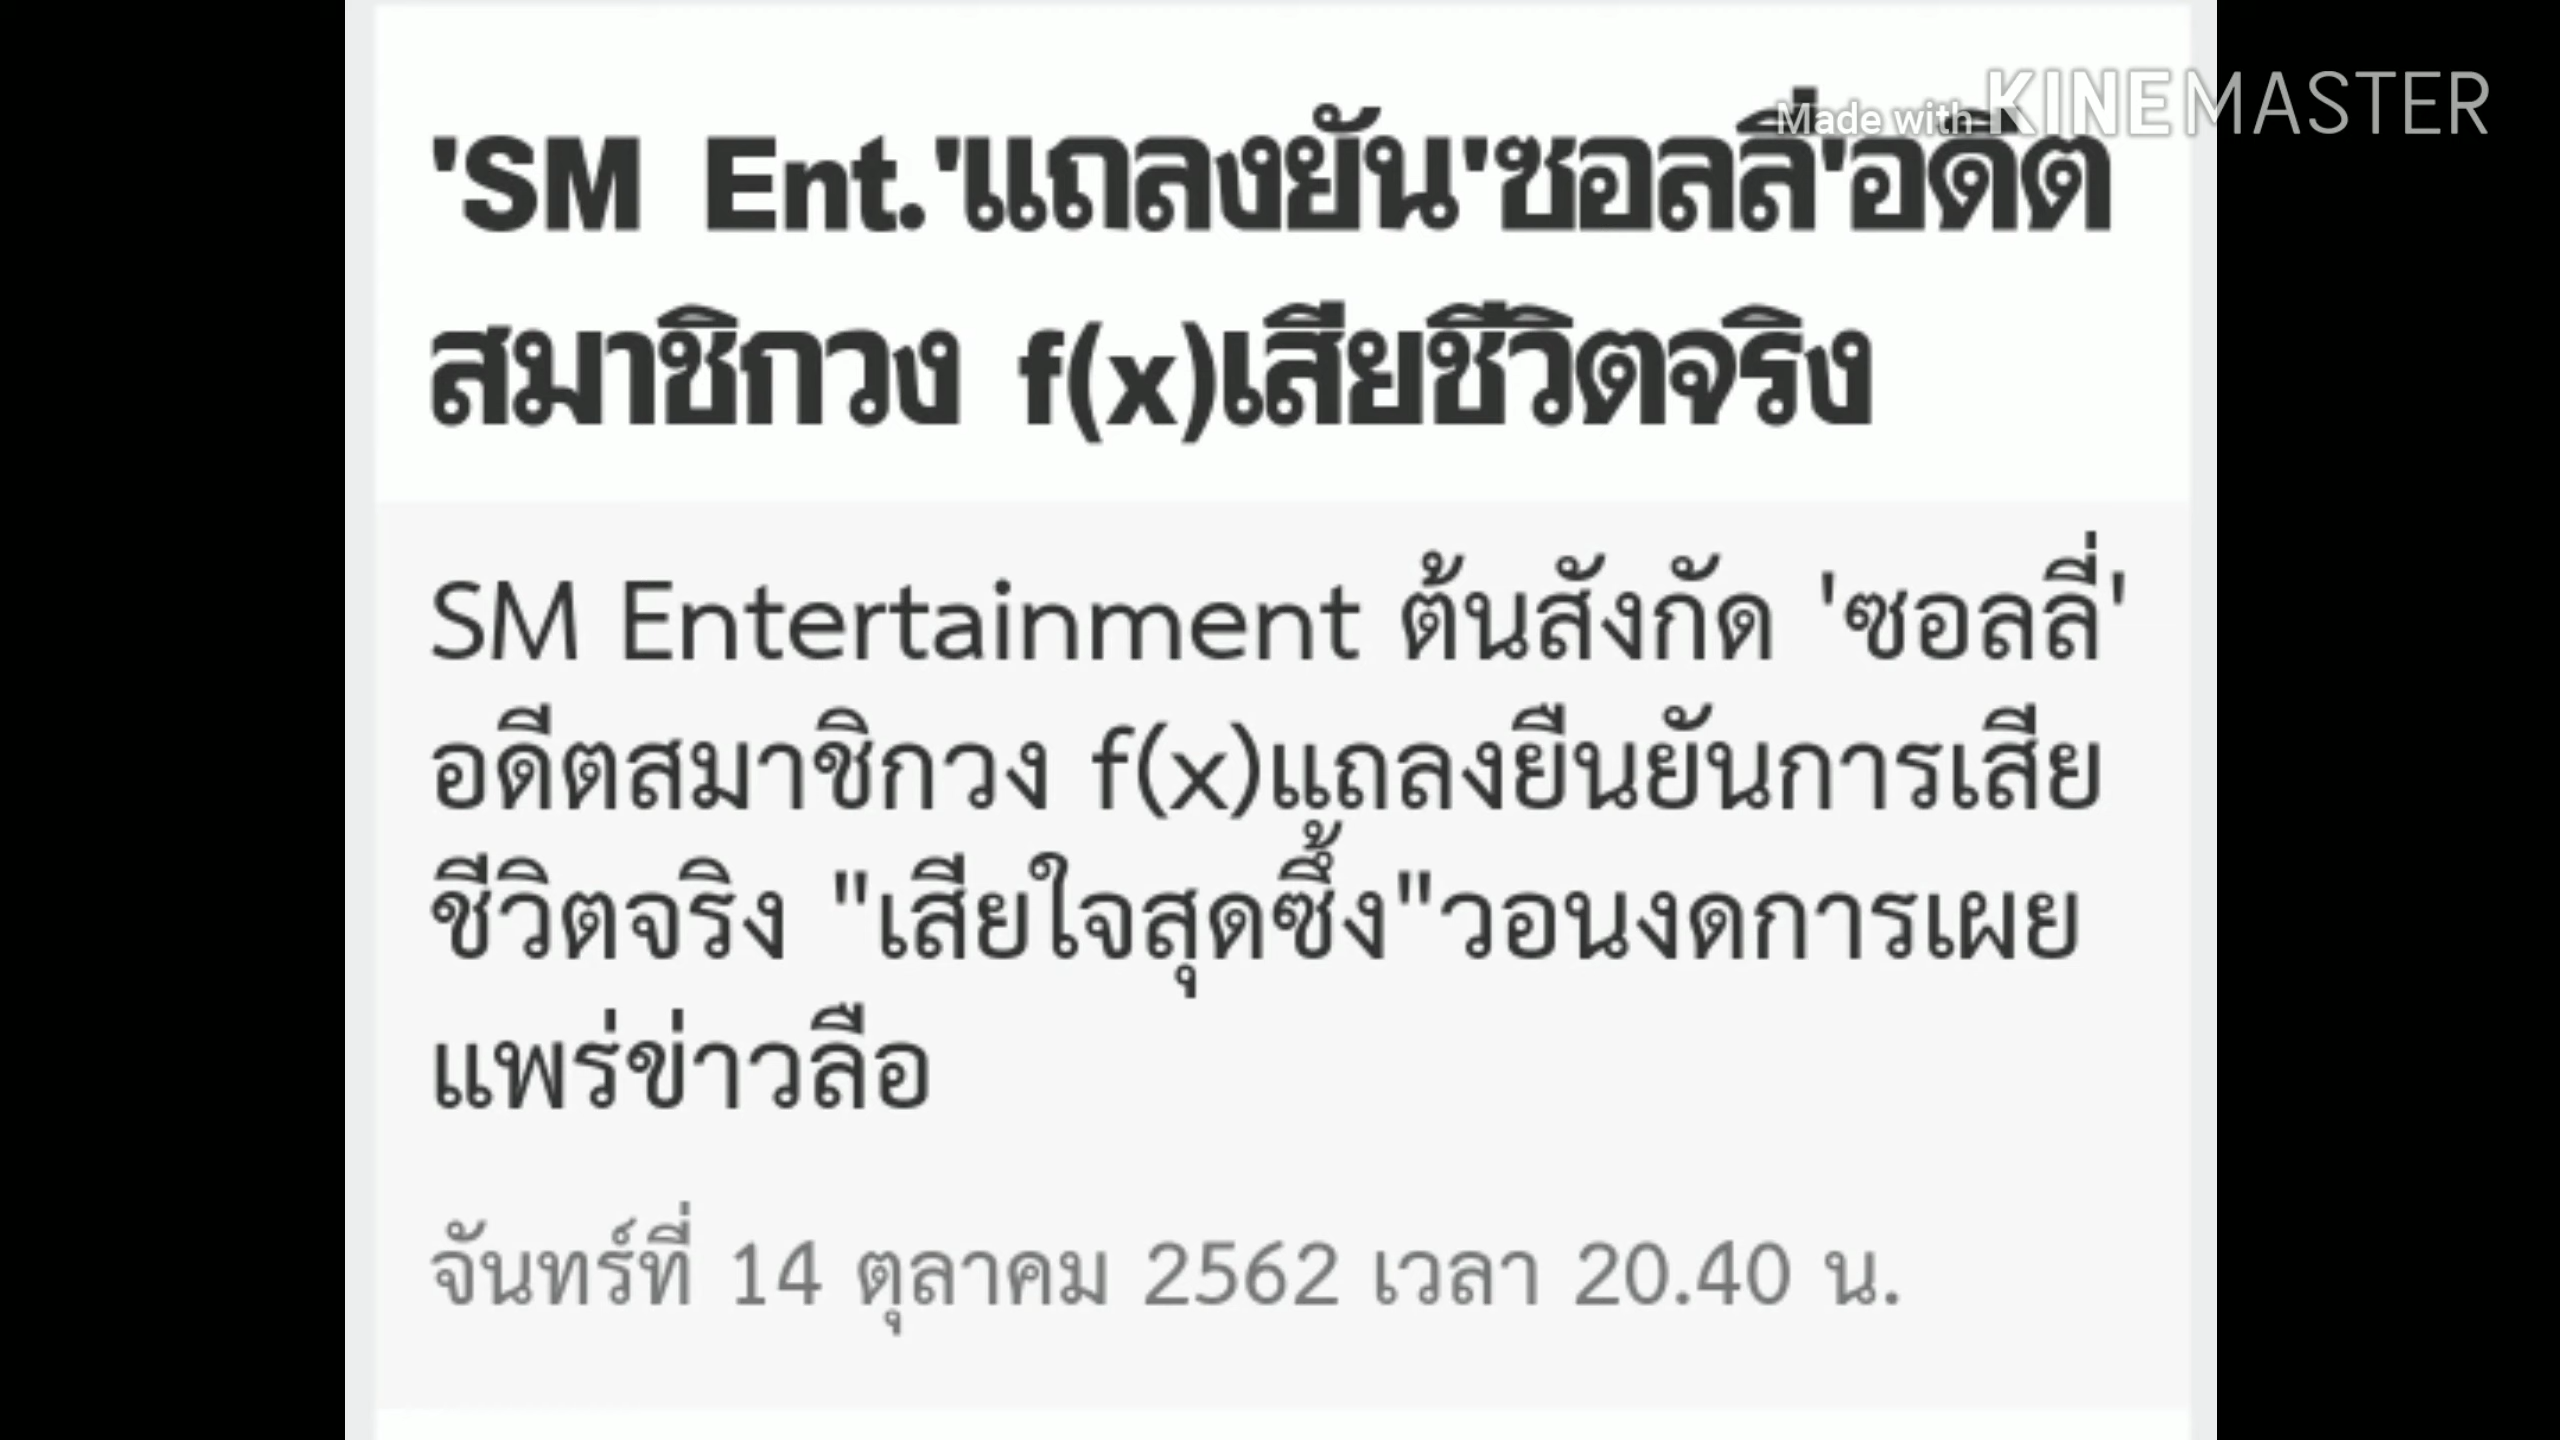 Made with KINEMASTER
'SM Ent.'แถลงยัน'ซอลลี่'อดีต
สมาชิกวง f(x)เสียชีวิตจริง
SM Entertainment ต้นสังกัด 'ซอลลี่'
อดีตสมาชิกวง f(x)แถลงยืนยันการเสีย
ชีวิตจริง "เสียใจสุดซึ้ง"วอนงดการเผย
แพร่ข่าวลือ
จันทร์ที่ 14 ตุลาคม 2562 เวลา 20.40 น.